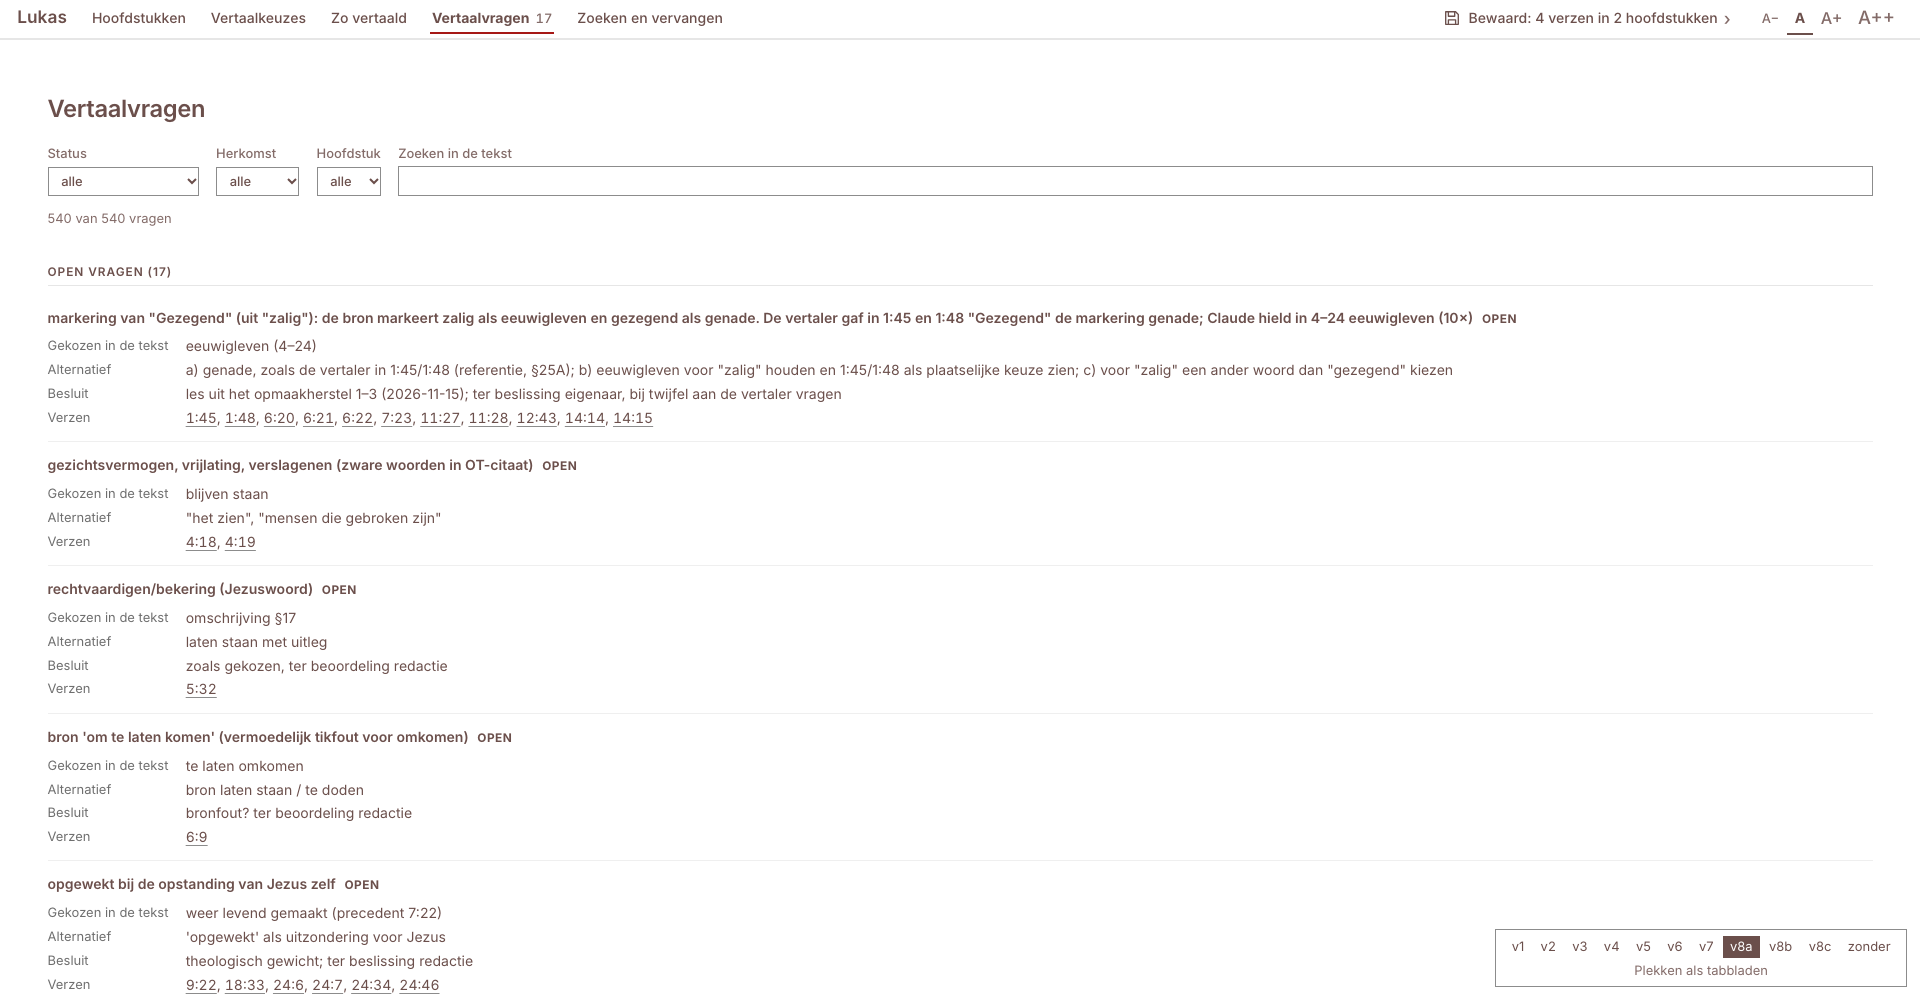 Lukas Hoofdstukken Vertaalkeuzes Zo vertaald Vertaalvragen 17 Zoeken en vervangen Bewaard: 4 verzen in 2 hoofdstukken › A− A A+ A++
Vertaalvragen
Status Herkomst Hoofdstuk Zoeken in de tekst
alle alle alle
540 van 540 vragen
OPEN VRAGEN (17)
markering van "Gezegend" (uit "zalig"): de bron markeert zalig als eeuwigleven en gezegend als genade. De vertaler gaf in 1:45 en 1:48 "Gezegend" de markering genade; Claude hield in 4–24 eeuwigleven (10×) OPEN
Gekozen in de tekst eeuwigleven (4–24)
Alternatief a) genade, zoals de vertaler in 1:45/1:48 (referentie, §25A); b) eeuwigleven voor "zalig" houden en 1:45/1:48 als plaatselijke keuze zien; c) voor "zalig" een ander woord dan "gezegend" kiezen
Besluit les uit het opmaakherstel 1–3 (2026-11-15); ter beslissing eigenaar, bij twijfel aan de vertaler vragen
Verzen 1:45, 1:48, 6:20, 6:21, 6:22, 7:23, 11:27, 11:28, 12:43, 14:14, 14:15
gezichtsvermogen, vrijlating, verslagenen (zware woorden in OT-citaat) OPEN
Gekozen in de tekst blijven staan
Alternatief "het zien", "mensen die gebroken zijn"
Verzen 4:18, 4:19
rechtvaardigen/bekering (Jezuswoord) OPEN
Gekozen in de tekst omschrijving §17
Alternatief laten staan met uitleg
Besluit zoals gekozen, ter beoordeling redactie
Verzen 5:32
bron 'om te laten komen' (vermoedelijk tikfout voor omkomen) OPEN
Gekozen in de tekst te laten omkomen
Alternatief bron laten staan / te doden
Besluit bronfout? ter beoordeling redactie
Verzen 6:9
opgewekt bij de opstanding van Jezus zelf OPEN
Gekozen in de tekst weer levend gemaakt (precedent 7:22)
Alternatief 'opgewekt' als uitzondering voor Jezus
Besluit theologisch gewicht; ter beslissing redactie
Verzen 9:22, 18:33, 24:6, 24:7, 24:34, 24:46
v1 v2 v3 v4 v5 v6 v7 v8a v8b v8c zonder
Plekken als tabbladen